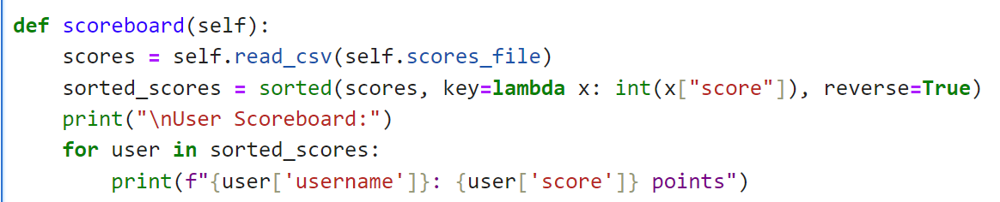 def scoreboard(self):
    scores = self.read_csv(self.scores_file)
    sorted_scores = sorted(scores, key=lambda x: int(x["score"]), reverse=True)
    print("\nUser Scoreboard:")
    for user in sorted_scores:
        print(f"{user['username']}: {user['score']} points")